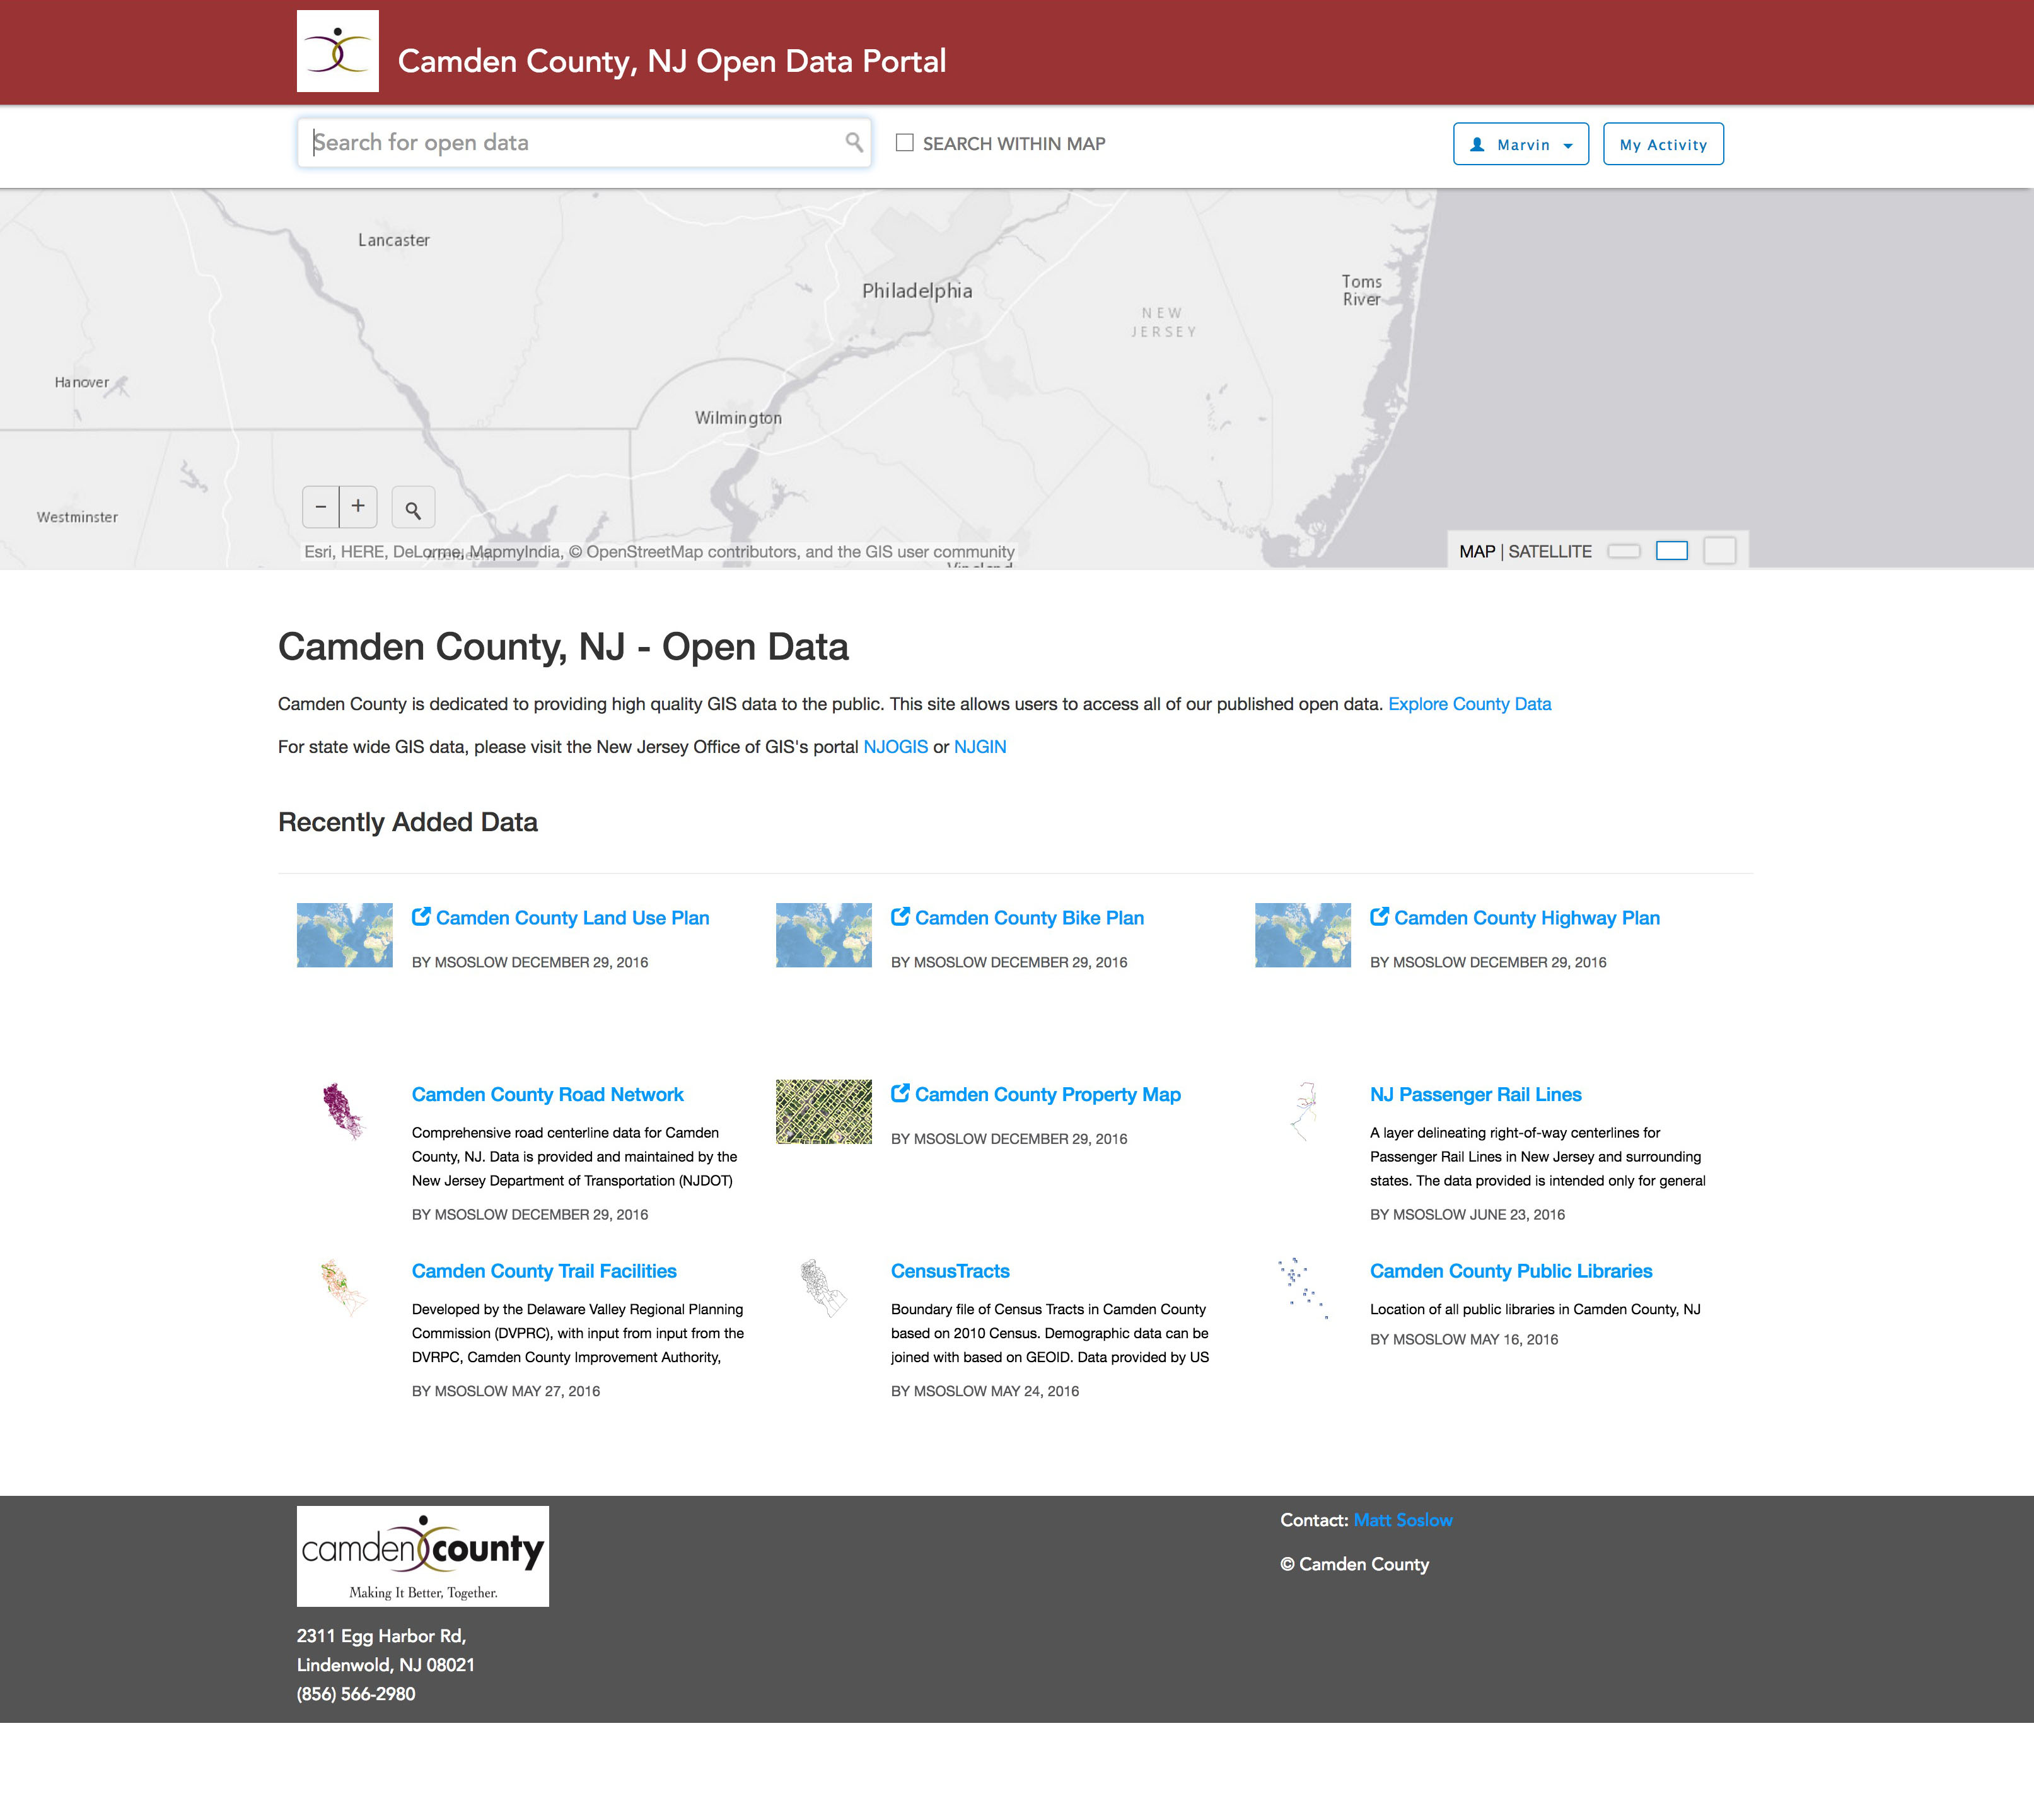 Camden County, NJ Open Data Portal
Search for open data
SEARCH WITHIN MAP
Marvin
My Activity
Lancaster
Philadelphia
Toms
River
NEW
JERSEY
Hanover
Wilmington
Westminster
Esri, HERE, DeLorme, MapmyIndia, © OpenStreetMap contributors, and the GIS user community
MAP | SATELLITE
Camden County, NJ - Open Data
Camden County is dedicated to providing high quality GIS data to the public. This site allows users to access all of our published open data. Explore County Data
For state wide GIS data, please visit the New Jersey Office of GIS's portal NJOGIS or NJGIN
Recently Added Data
Camden County Land Use Plan
BY MSOSLOW DECEMBER 29, 2016
Camden County Bike Plan
BY MSOSLOW DECEMBER 29, 2016
Camden County Highway Plan
BY MSOSLOW DECEMBER 29, 2016
Camden County Road Network
Comprehensive road centerline data for Camden
County, NJ. Data is provided and maintained by the
New Jersey Department of Transportation (NJDOT)
BY MSOSLOW DECEMBER 29, 2016
Camden County Property Map
BY MSOSLOW DECEMBER 29, 2016
NJ Passenger Rail Lines
A layer delineating right-of-way centerlines for
Passenger Rail Lines in New Jersey and surrounding
states. The data provided is intended only for general
BY MSOSLOW JUNE 23, 2016
Camden County Trail Facilities
Developed by the Delaware Valley Regional Planning
Commission (DVPRC), with input from input from the
DVRPC, Camden County Improvement Authority,
BY MSOSLOW MAY 27, 2016
CensusTracts
Boundary file of Census Tracts in Camden County
based on 2010 Census. Demographic data can be
joined with based on GEOID. Data provided by US
BY MSOSLOW MAY 24, 2016
Camden County Public Libraries
Location of all public libraries in Camden County, NJ
BY MSOSLOW MAY 16, 2016
camden county
Making It Better, Together.
2311 Egg Harbor Rd,
Lindenwold, NJ 08021
(856) 566-2980
Contact: Matt Soslow
© Camden County